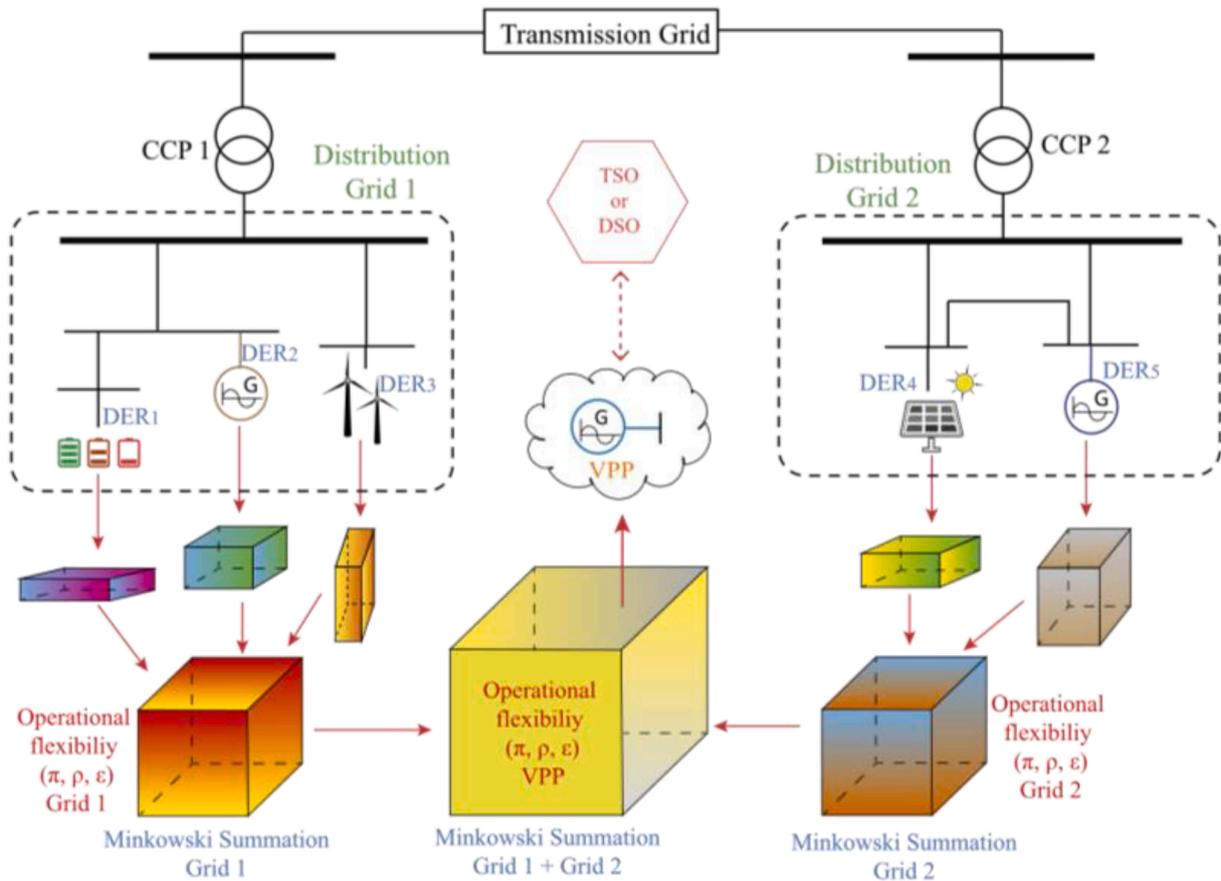 Transmission Grid
CCP 1
Distribution
Grid 1
TSO
or
DSO
Distribution
Grid 2
CCP 2
DER1
DER2
G
DER3
G
VPP
DER4
DER5
G
Operational
flexibiliy
(π, ρ, ε)
Grid 1
Operational
flexibiliy
(π, ρ, ε)
VPP
Operational
flexibiliy
(π, ρ, ε)
Grid 2
Minkowski Summation
Grid 1
Minkowski Summation
Grid 1 + Grid 2
Minkowski Summation
Grid 2